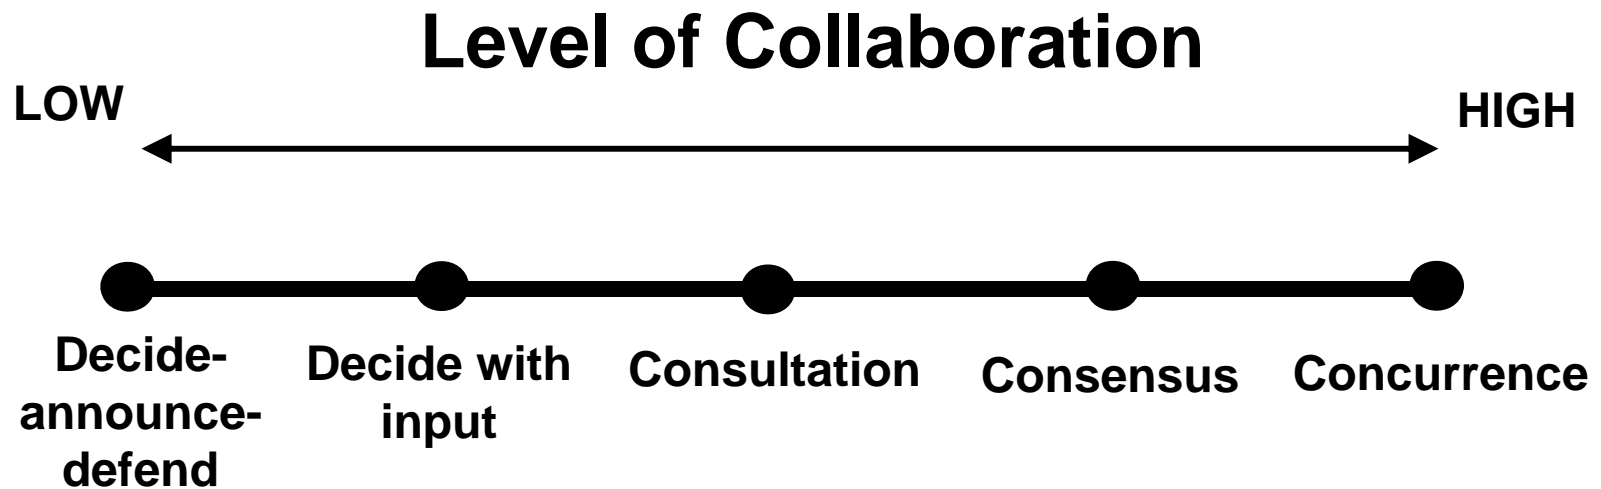 Level of Collaboration
LOW
HIGH
Decide-
announce-
defend
Decide with
input
Consultation
Consensus
Concurrence